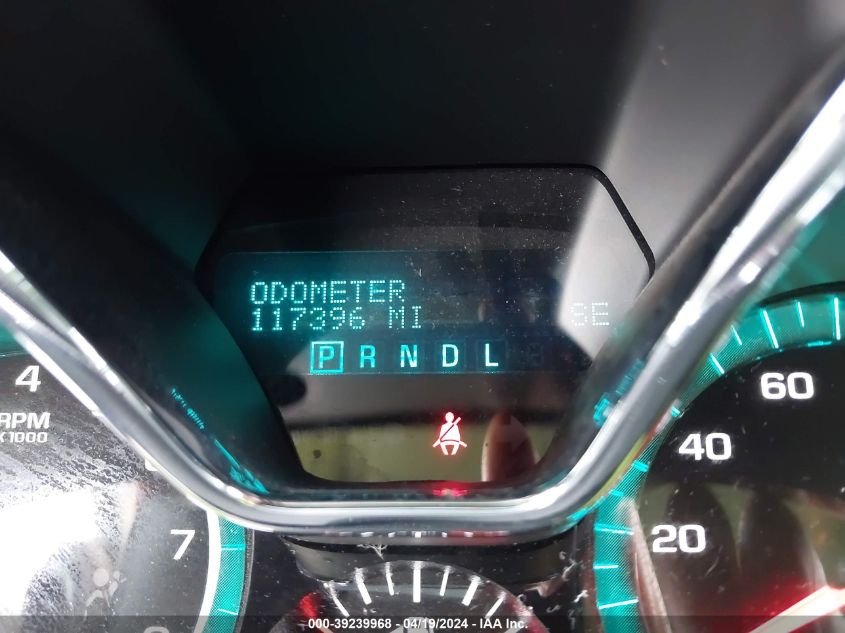 ODOMETER
117396 MI SE
P R N D L
4
RPM
X1000
7
60
40
20
000-39239968 - 04/19/2024 - IAA Inc.